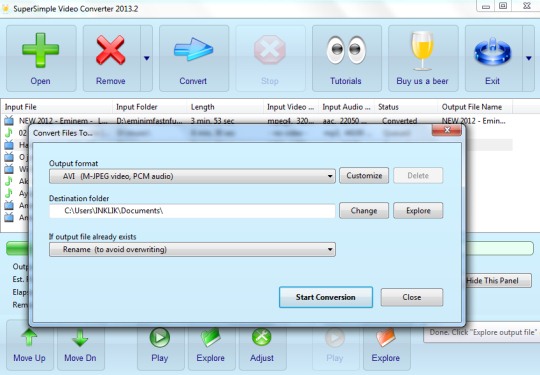 SuperSimple Video Converter 2013.2
Open Remove Convert Stop Tutorials Buy us a beer Exit
Input File Input Folder Length Input Video ... Input Audio ... Status Output File Name
NEW 2012 - Eminem - L... D:\eminimfastnfu... 3 min, 53 sec mpeg4 320... aac 22050 ... Converted NEW 2012 - Emin...
02
Ha
O
Wi
Ak
Ay
An
An
Convert Files To...
Output format
AVI (M-JPEG video, PCM audio) Customize Delete
Destination folder
C:\Users\INKLIK\Documents\ Change Explore
If output file already exists
Rename (to avoid overwriting)
Start Conversion Close
Outp
Est.
Elap
Rem
Hide This Panel
Done. Click "Explore output file"
Move Up Move Dn Play Explore Adjust Play Explore